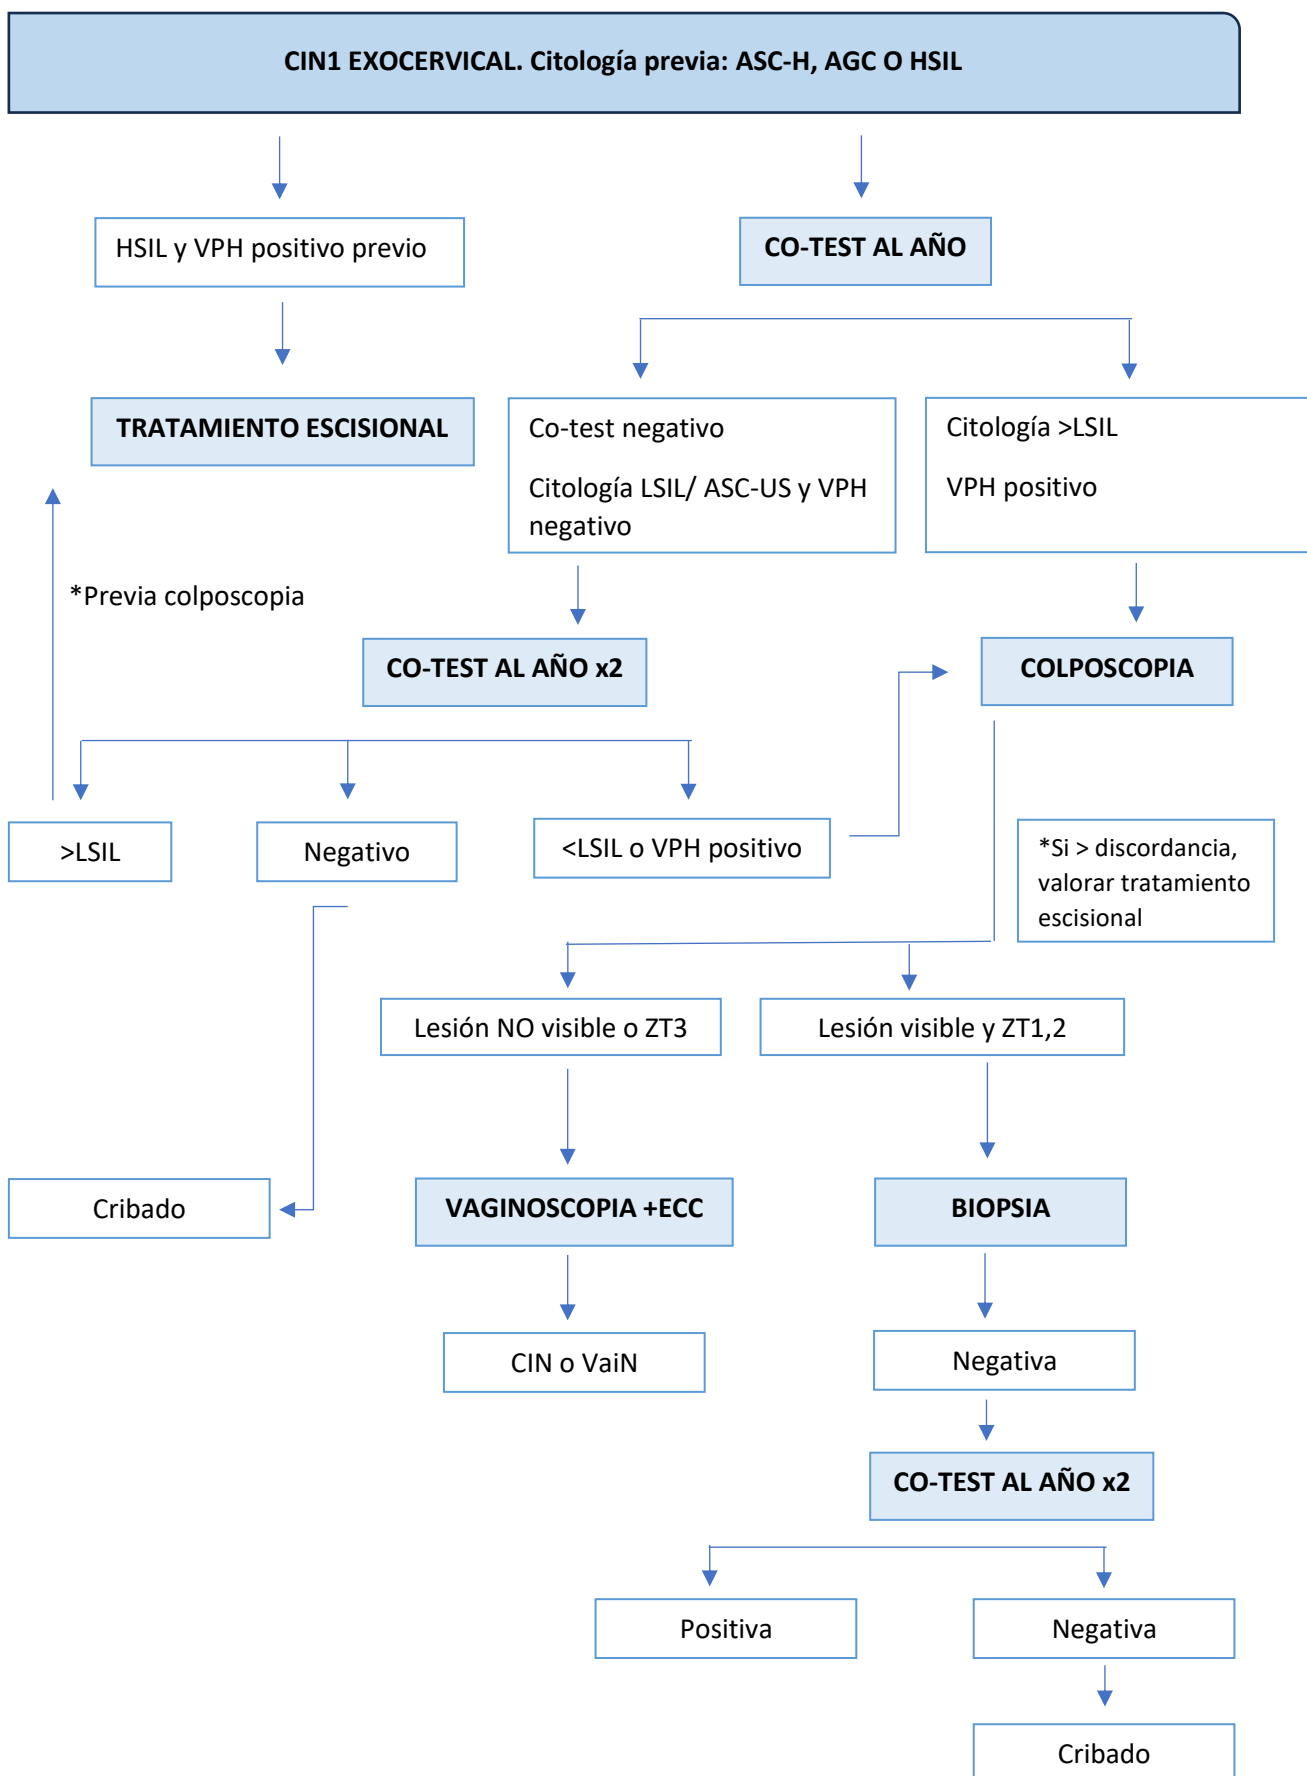 CIN1 EXOCERVICAL. Citología previa: ASC-H, AGC O HSIL
HSIL y VPH positivo previo
CO-TEST AL AÑO
TRATAMIENTO ESCISIONAL
Co-test negativo
Citología LSIL/ ASC-US y VPH
negativo
Citología >LSIL
VPH positivo
*Previa colposcopia
CO-TEST AL AÑO x2
COLPOSCOPIA
>LSIL
Negativo
<LSIL o VPH positivo
*Si > discordancia,
valorar tratamiento
escisional
Lesión NO visible o ZT3
Lesión visible y ZT1,2
Cribado
VAGINOSCOPIA +ECC
BIOPSIA
CIN o VaiN
Negativa
CO-TEST AL AÑO x2
Positiva
Negativa
Cribado